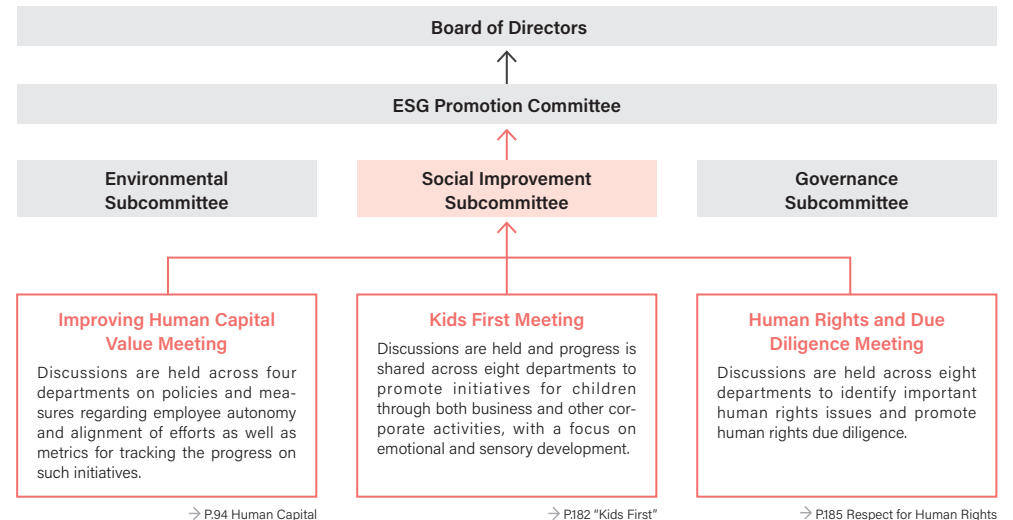 Board of Directors
ESG Promotion Committee
Environmental
Subcommittee
Social Improvement
Subcommittee
Governance
Subcommittee
Improving Human Capital
Value Meeting
Discussions are held across four
departments on policies and mea-
sures regarding employee autonomy
and alignment of efforts as well as
metrics for tracking the progress on
such initiatives.
→ P.94 Human Capital
Kids First Meeting
Discussions are held and progress is
shared across eight departments to
promote initiatives for children
through both business and other cor-
porate activities, with a focus on
emotional and sensory development.
→ P.182 "Kids First"
Human Rights and Due
Diligence Meeting
Discussions are held across eight
departments to identify important
human rights issues and promote
human rights due diligence.
→ P.185 Respect for Human Rights